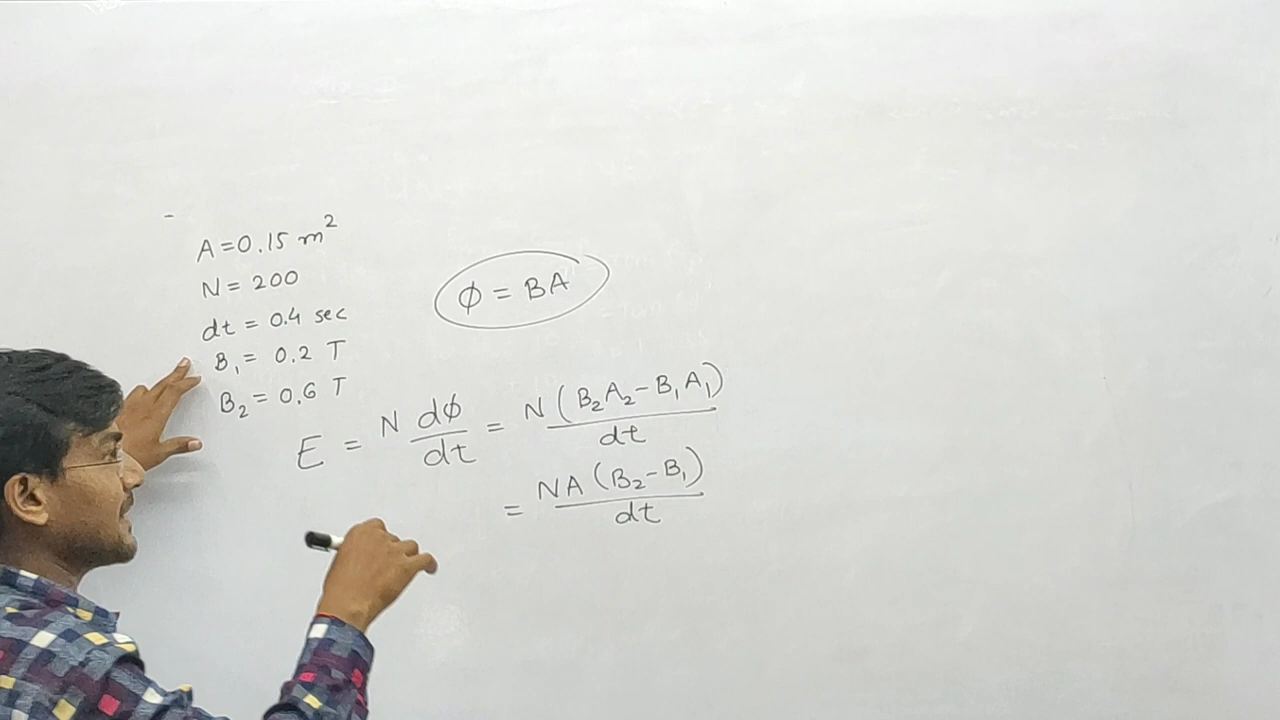 A = 0.15 m²
N = 200
dt = 0.4 sec
B₁ = 0.2 T
B₂ = 0.6 T
ϕ = BA
E = N dϕ/dt = N (B₂A₂ - B₁A₁)/dt
= NA (B₂ - B₁)/dt